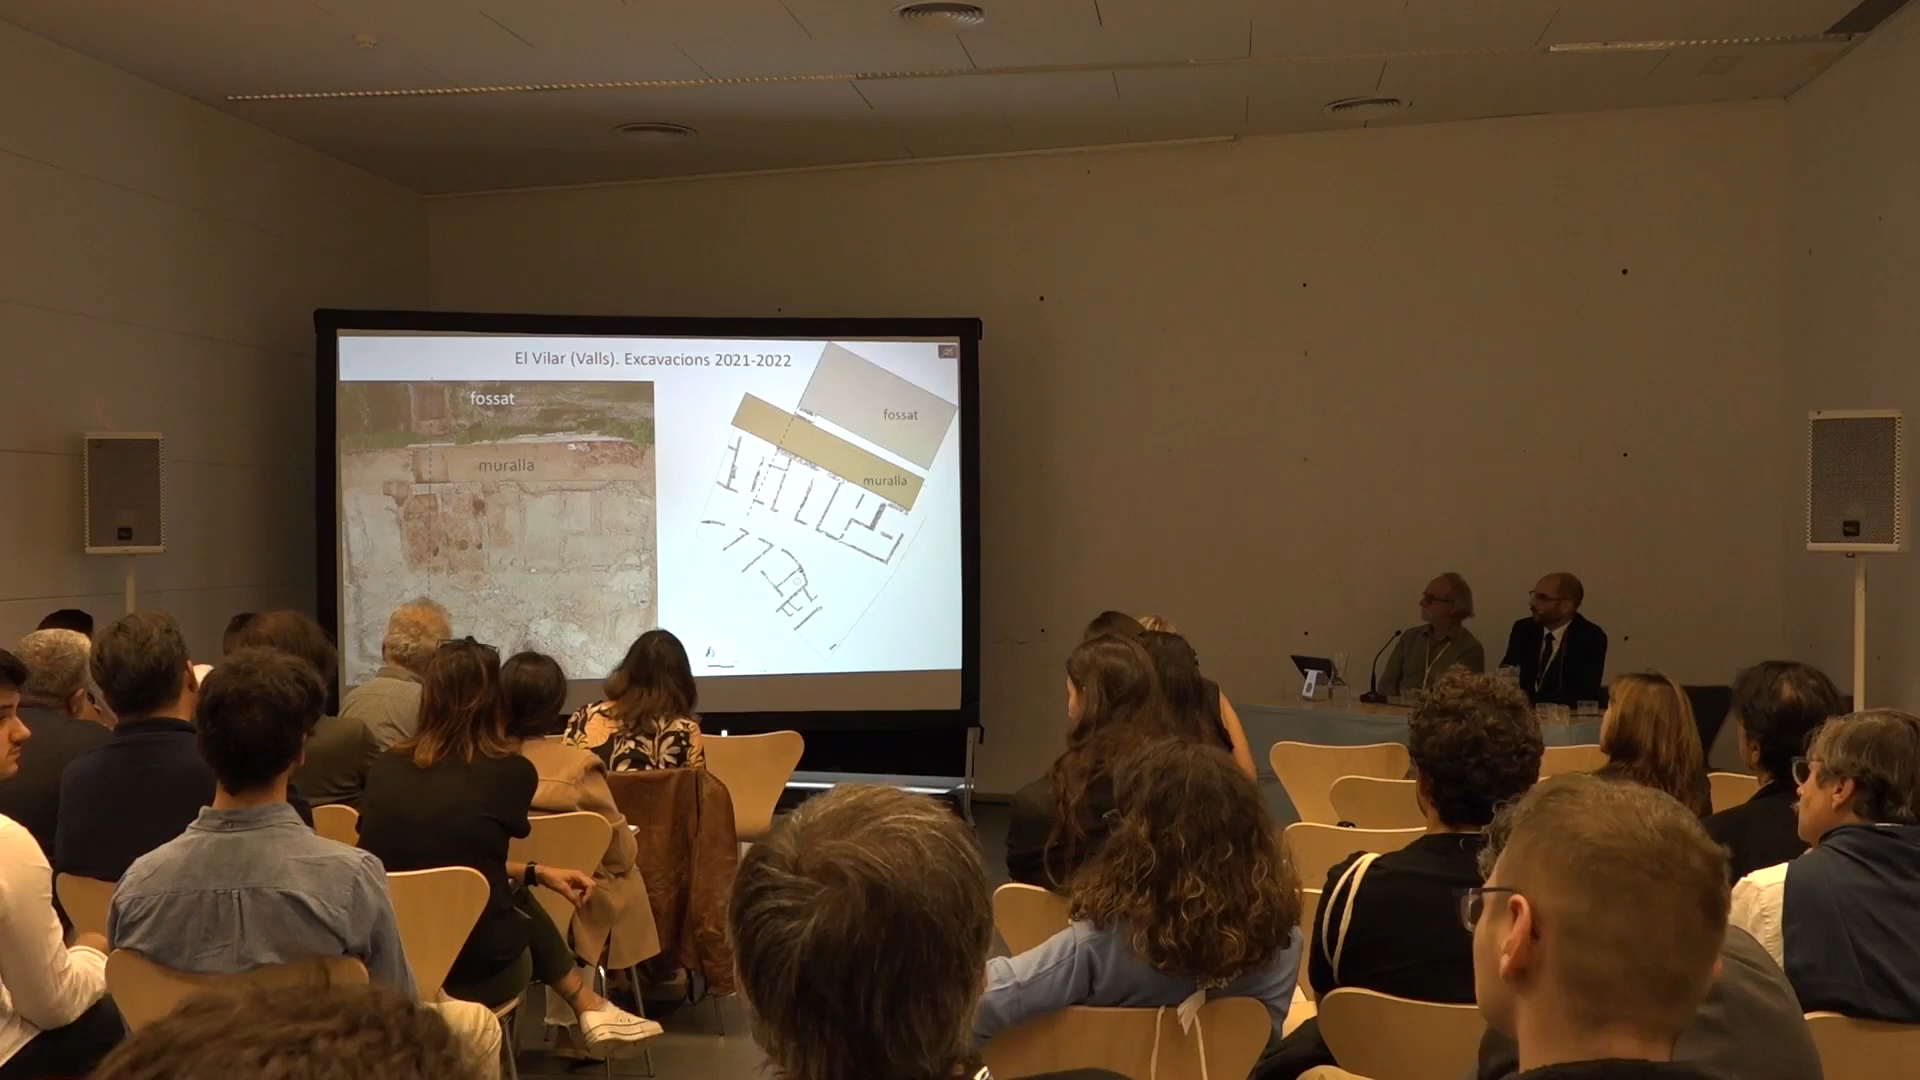 El Vilar (Valls). Excavacions 2021-2022
fossat
muralla
fossat
muralla